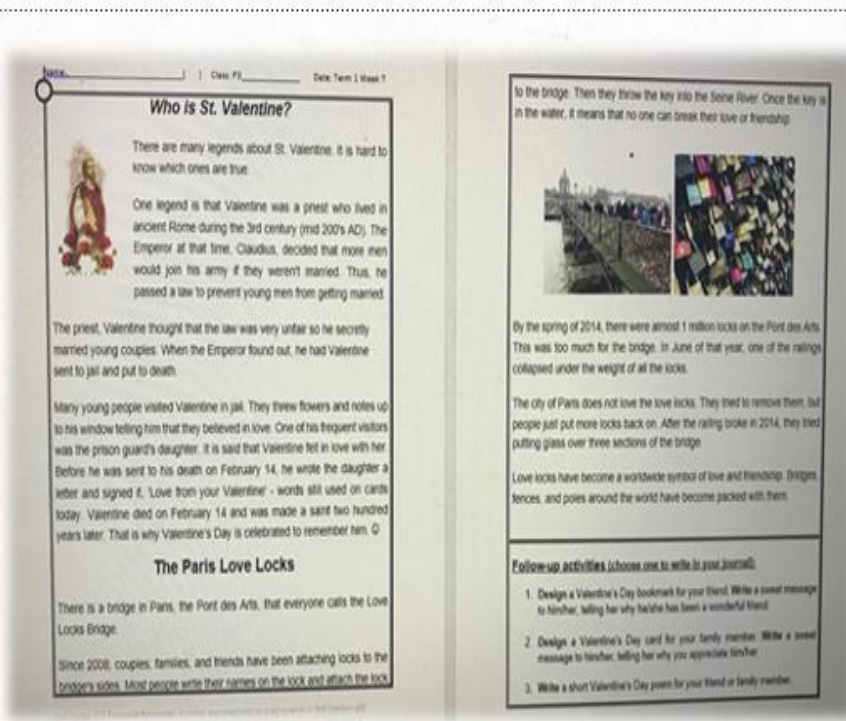 Name: ( ) Class: P5 Date: Term 1 Week 7
Who is St. Valentine?
There are many legends about St. Valentine. It is hard to
know which ones are true.
One legend is that Valentine was a priest who lived in
ancient Rome during the 3rd century (mid 200's AD). The
Emperor at that time, Claudius, decided that more men
would join his army if they weren't married. Thus, he
passed a law to prevent young men from getting married.
The priest, Valentine thought that the law was very unfair so he secretly
married young couples. When the Emperor found out, he had Valentine
sent to jail and put to death.
Many young people visited Valentine in jail. They threw flowers and notes up
to his window telling him that they believed in love. One of his frequent visitors
was the prison guard's daughter. It is said that Valentine fell in love with her.
Before he was sent to his death on February 14, he wrote the daughter a
letter and signed it, 'Love from your Valentine' - words still used on cards
today. Valentine died on February 14 and was made a saint two hundred
years later. That is why Valentine's Day is celebrated to remember him. ☺
The Paris Love Locks
There is a bridge in Paris, the Pont des Arts, that everyone calls the Love
Locks Bridge.
Since 2008, couples, families, and friends have been attaching locks to the
bridge's sides. Most people write their names on the lock and attach the lock
to the bridge. Then they throw the key into the Seine River. Once the key is
in the water, it means that no one can break their love or friendship.
By the spring of 2014, there were almost 1 million locks on the Pont des Arts.
This was too much for the bridge. In June of that year, one of the railings
collapsed under the weight of all the locks.
The city of Paris does not love the love locks. They tried to remove them, but
people just put more locks back on. After the railing broke in 2014, they tried
putting glass over three sections of the bridge.
Love locks have become a worldwide symbol of love and friendship. Bridges,
fences, and poles around the world have become packed with them.
Follow-up activities (choose one to write in your journal):
1. Design a Valentine's Day bookmark for your friend. Write a sweet message
to him/her, telling her why he/she has been a wonderful friend.
2. Design a Valentine's Day card for your family member. Write a sweet
message to him/her, telling her why you appreciate him/her.
3. Write a short Valentine's Day poem for your friend or family member.